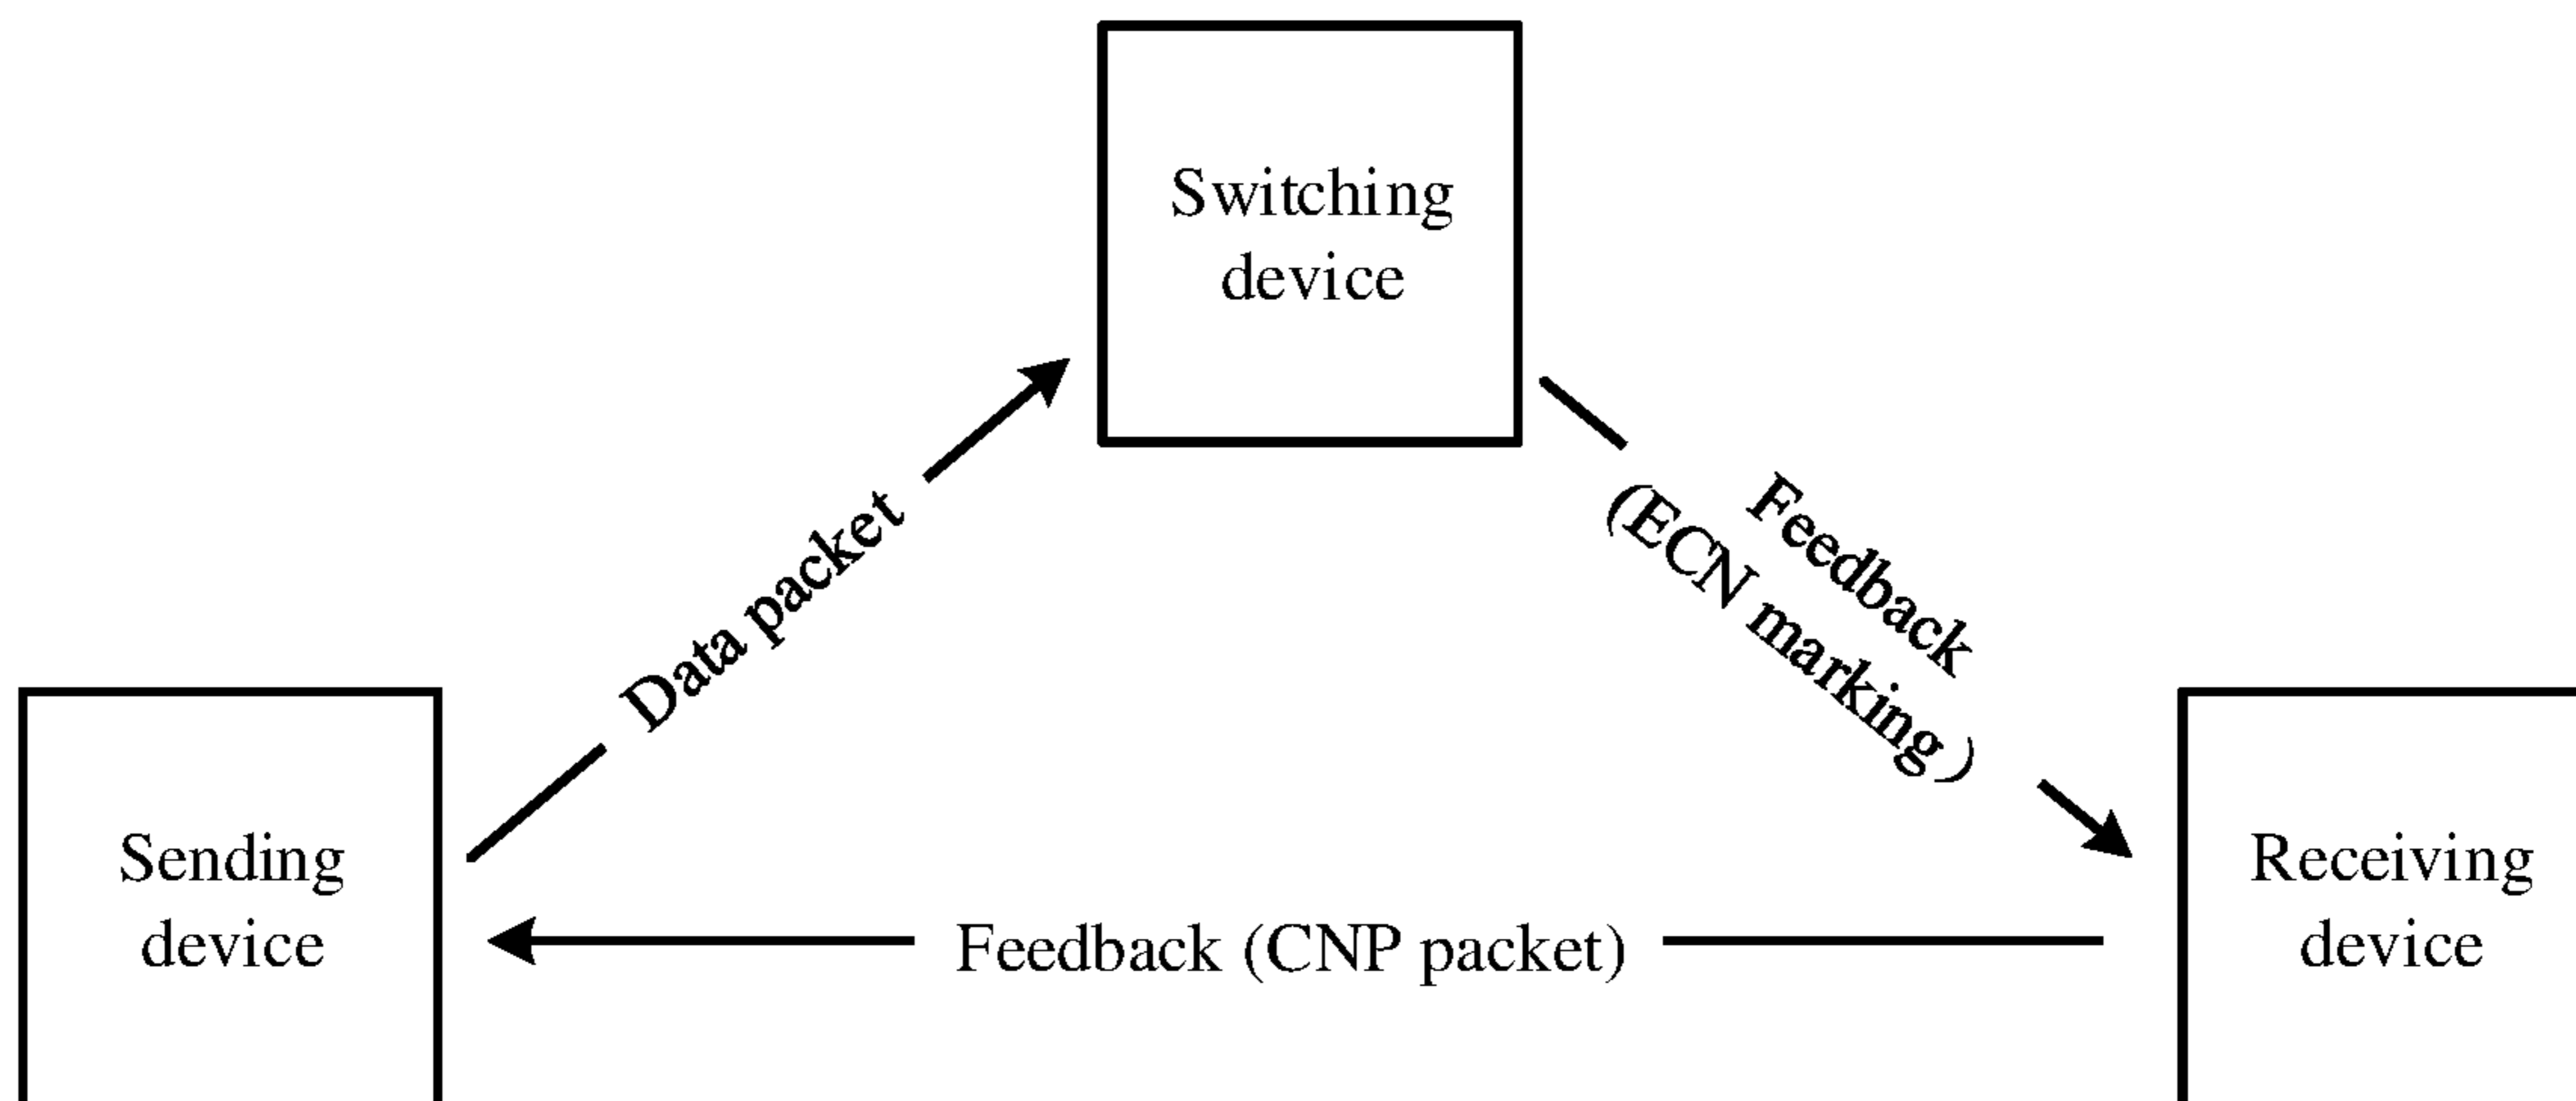 Switching
device
Data packet
Feedback
(ECN marking)
Sending
device
Feedback (CNP packet)
Receiving
device